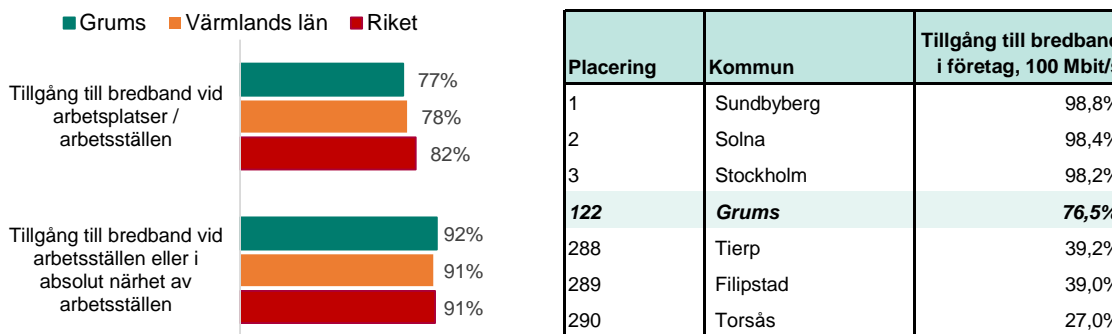 Grums Värmlands län Riket
Tillgång till bredband vid
arbetsplatser /
arbetsställen
77%
78%
82%
Tillgång till bredband vid
arbetsställen eller i
absolut närhet av
arbetsställen
92%
91%
91%
Placering Kommun Tillgång till bredband
i företag, 100 Mbit/s
1 Sundbyberg 98,8%
2 Solna 98,4%
3 Stockholm 98,2%
122 Grums 76,5%
288 Tierp 39,2%
289 Filipstad 39,0%
290 Torsås 27,0%